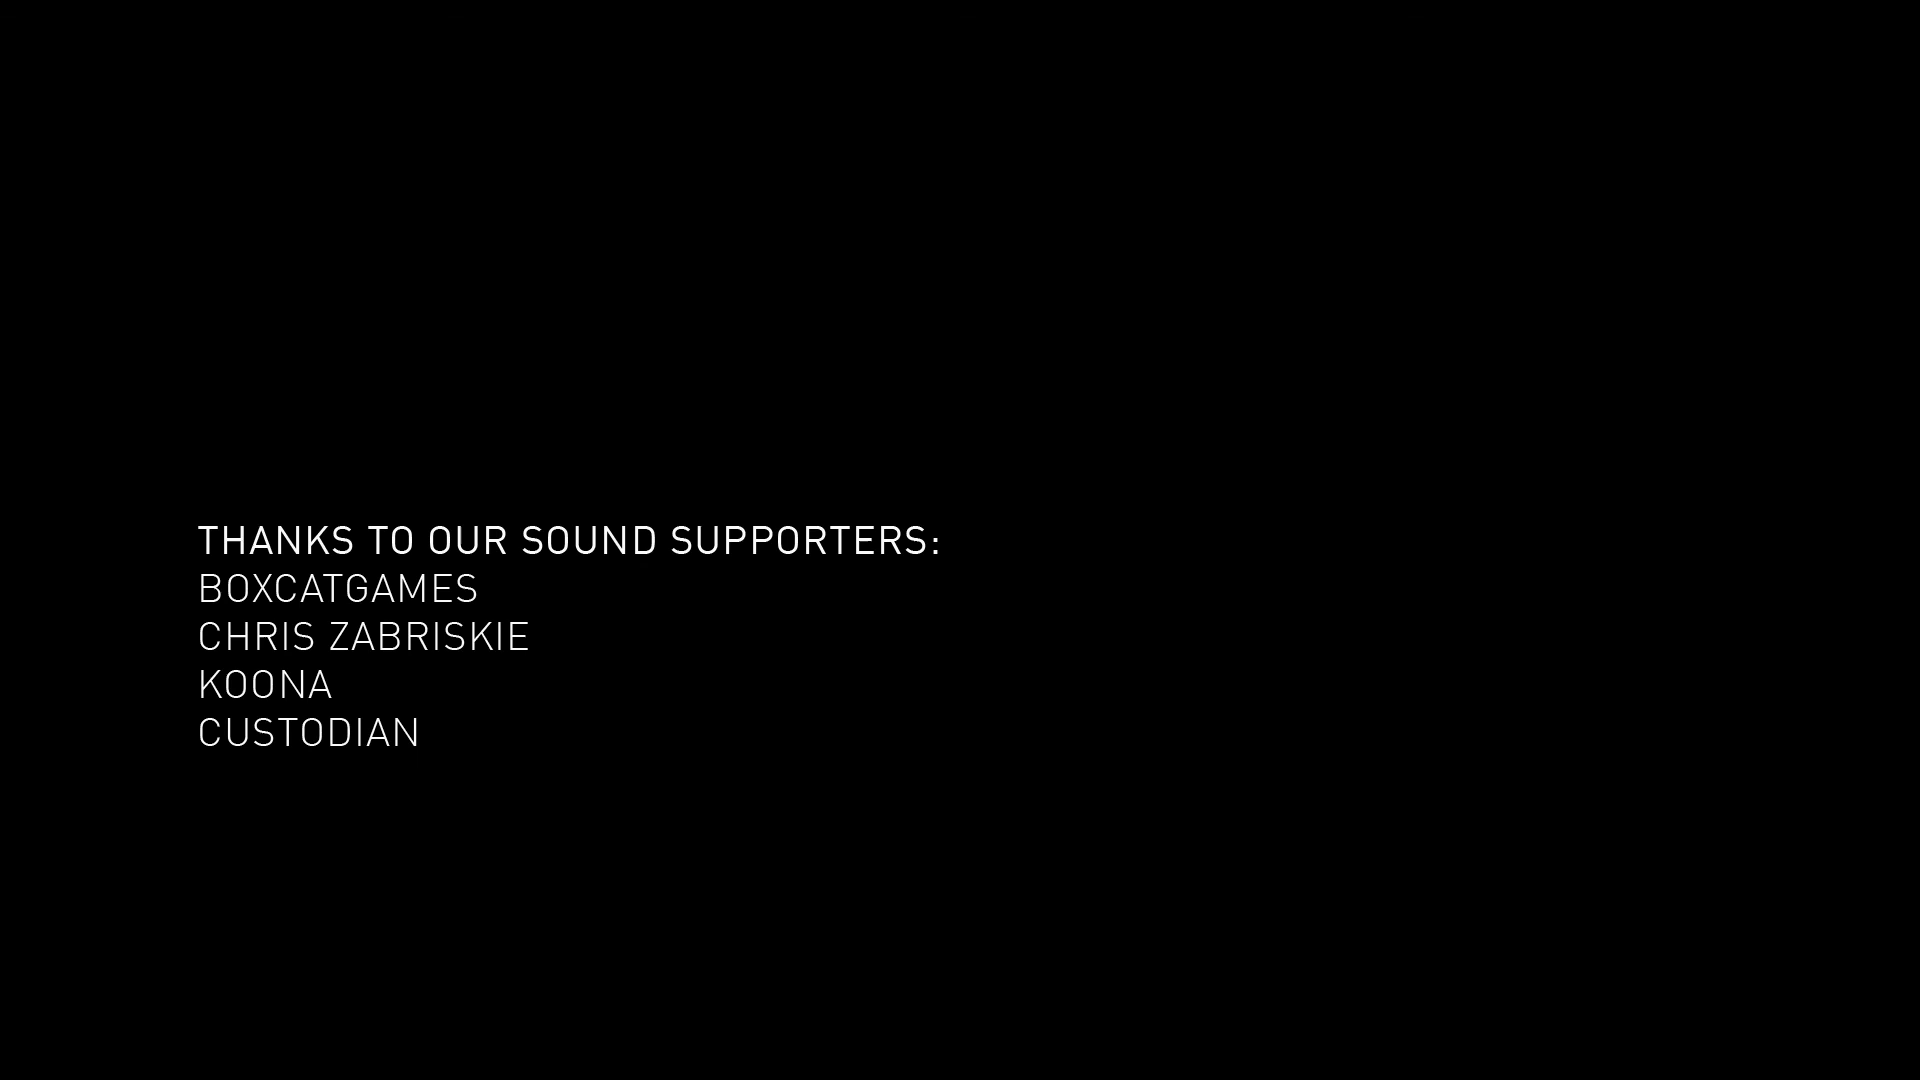 THANKS TO OUR SOUND SUPPORTERS:
BOXCATGAMES
CHRIS ZABRISKIE
KOONA
CUSTODIAN